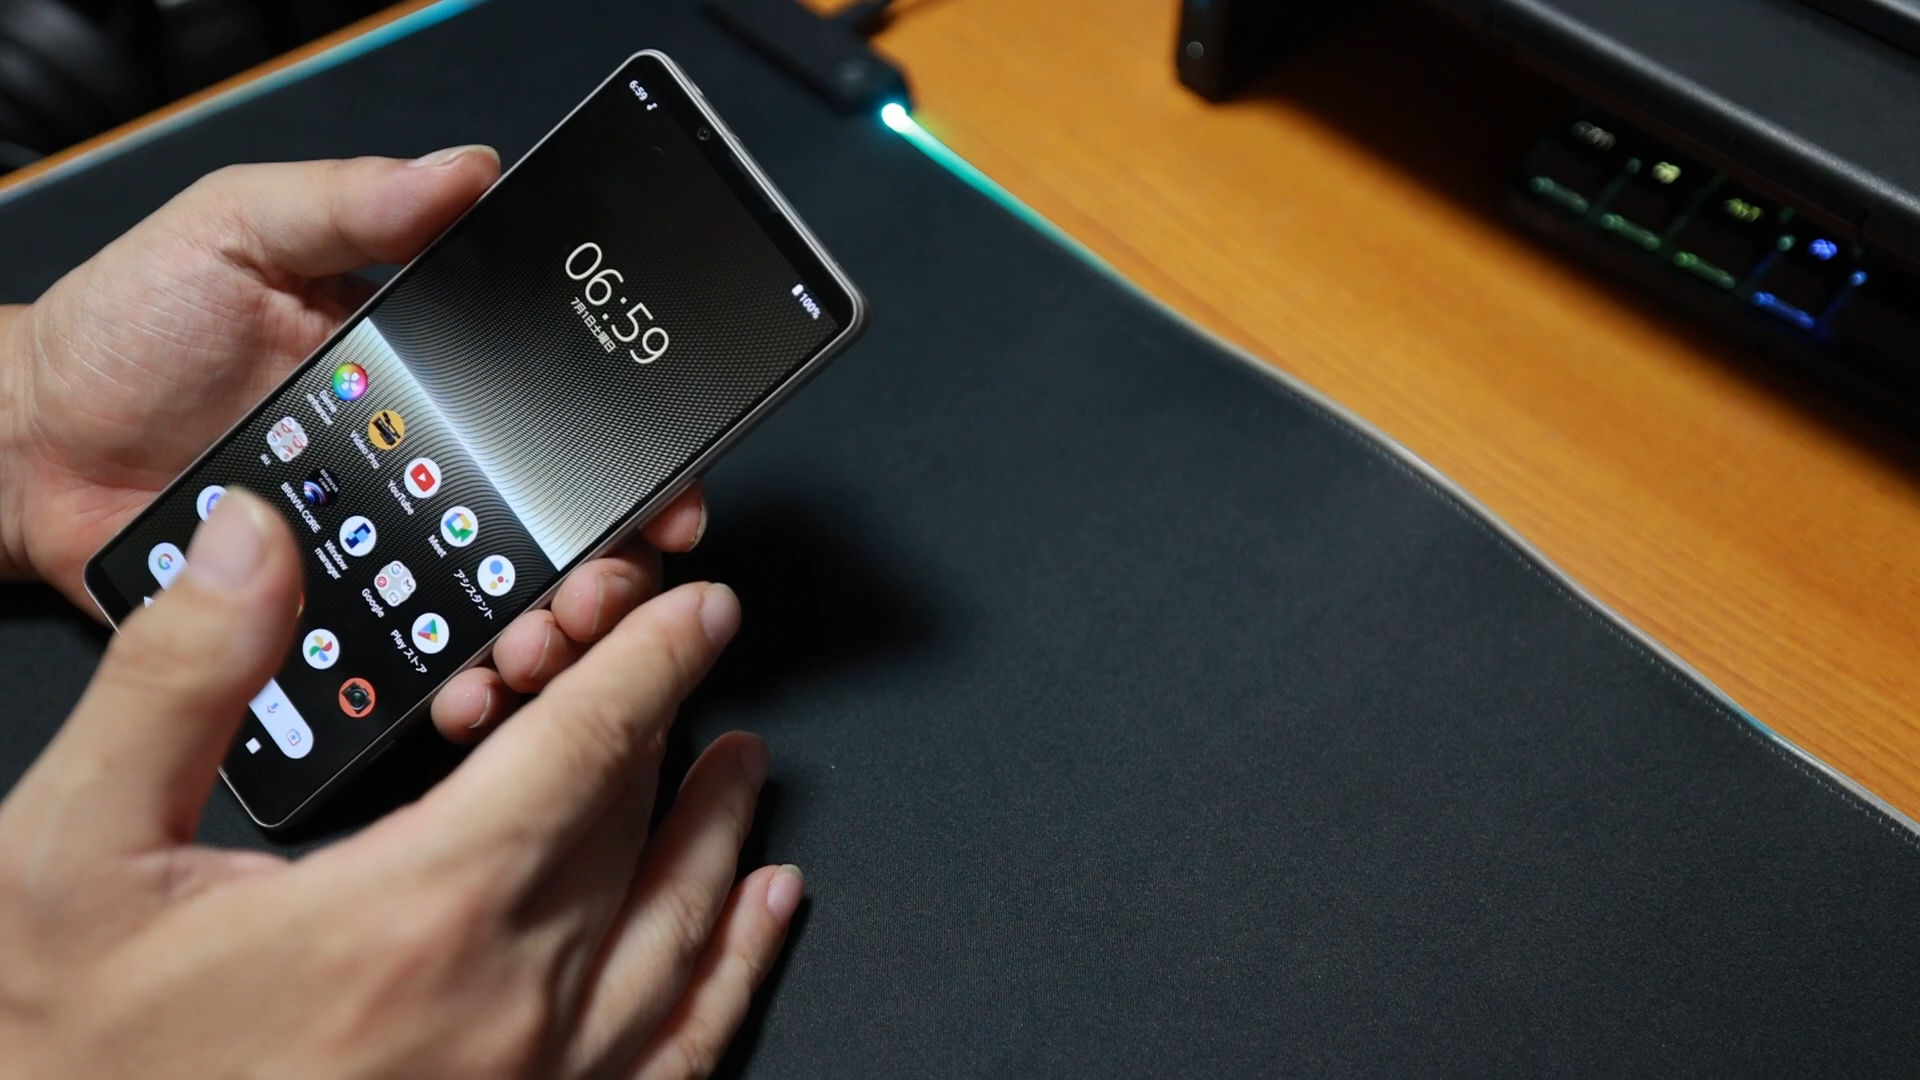 6:59
100%
06:59
7月1日土曜日
Video Pro
YouTube
Meet
アシスタント
au
BRAVIA CORE
Window
manager
Google
Play ストア